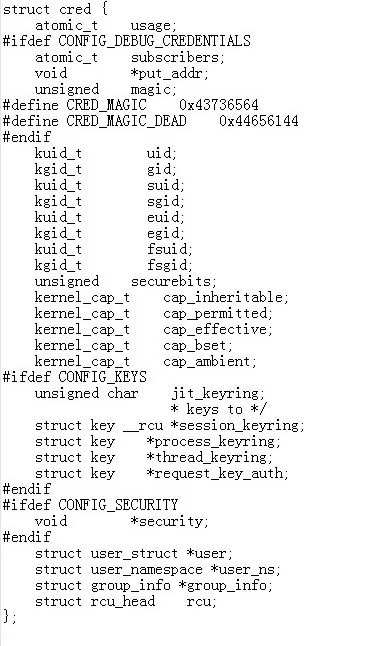 struct cred {
    atomic_t    usage;
#ifdef CONFIG_DEBUG_CREDENTIALS
    atomic_t    subscribers;
    void        *put_addr;
    unsigned    magic;
#define CRED_MAGIC    0x43736564
#define CRED_MAGIC_DEAD    0x44656144
#endif
    kuid_t        uid;
    kgid_t        gid;
    kuid_t        suid;
    kgid_t        sgid;
    kuid_t        euid;
    kgid_t        egid;
    kuid_t        fsuid;
    kgid_t        fsgid;
    unsigned    securebits;
    kernel_cap_t    cap_inheritable;
    kernel_cap_t    cap_permitted;
    kernel_cap_t    cap_effective;
    kernel_cap_t    cap_bset;
    kernel_cap_t    cap_ambient;
#ifdef CONFIG_KEYS
    unsigned char    jit_keyring;
                     * keys to */
    struct key __rcu *session_keyring;
    struct key    *process_keyring;
    struct key    *thread_keyring;
    struct key    *request_key_auth;
#endif
#ifdef CONFIG_SECURITY
    void        *security;
#endif
    struct user_struct *user;
    struct user_namespace *user_ns;
    struct group_info *group_info;
    struct rcu_head    rcu;
};